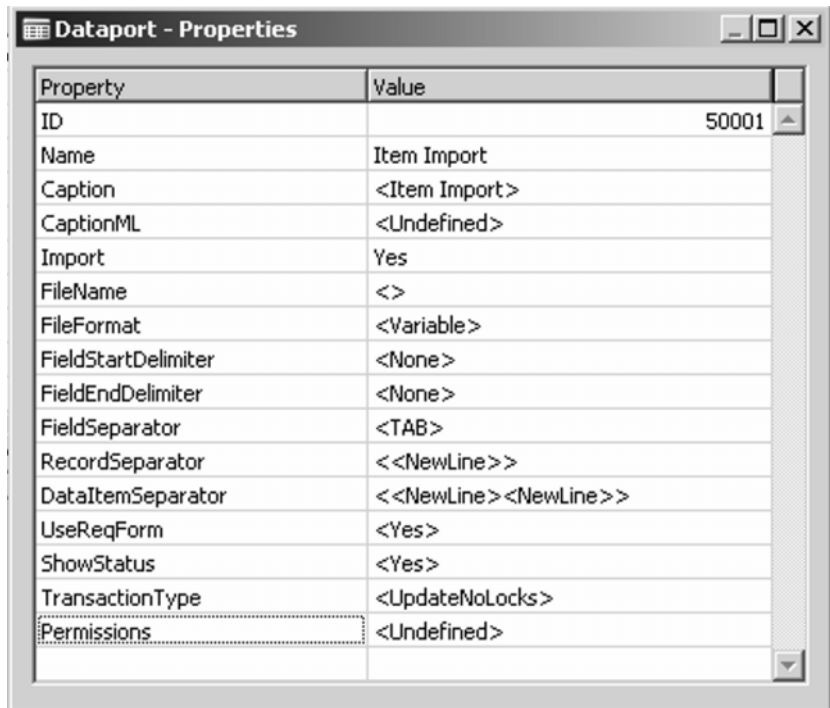 Dataport - Properties
Property Value
ID 50001
Name Item Import
Caption <Item Import>
CaptionML <Undefined>
Import Yes
FileName <>
FileFormat <Variable>
FieldStartDelimiter <None>
FieldEndDelimiter <None>
FieldSeparator <TAB>
RecordSeparator <<NewLine>>
DataItemSeparator <<NewLine><NewLine>>
UseReqForm <Yes>
ShowStatus <Yes>
TransactionType <UpdateNoLocks>
Permissions <Undefined>